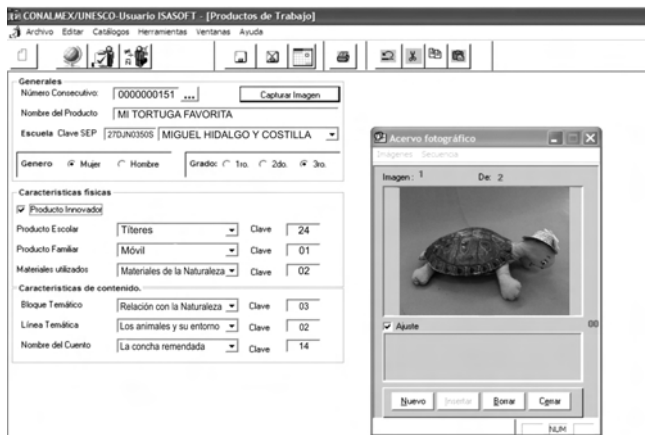 CONALMEX/UNESCO-Usuario ISASOFT - [Productos de Trabajo]
Archivo Editar Catálogos Herramientas Ventanas Ayuda
Generales
Número Consecutivo: 0000000151 ... Capturar Imagen
Nombre del Producto MI TORTUGA FAVORITA
Escuela Clave SEP 27DJN0350S MIGUEL HIDALGO Y COSTILLA
Genero Mujer Hombre Grado: 1ro. 2do. 3ro.
Características físicas
Producto Innovador
Producto Escolar Títeres Clave 24
Producto Familiar Móvil Clave 01
Materiales utilizados Materiales de la Naturaleza Clave 02
Características de contenido.
Bloque Temático Relación con la Naturaleza Clave 03
Línea Temática Los animales y su entorno Clave 02
Nombre del Cuento La concha remendada Clave 14
Acervo fotográfico
Imagenes Secuencia
Imagen: 1 De: 2
Ajuste
00
Nuevo Insertar Borrar Cerrar
NUM